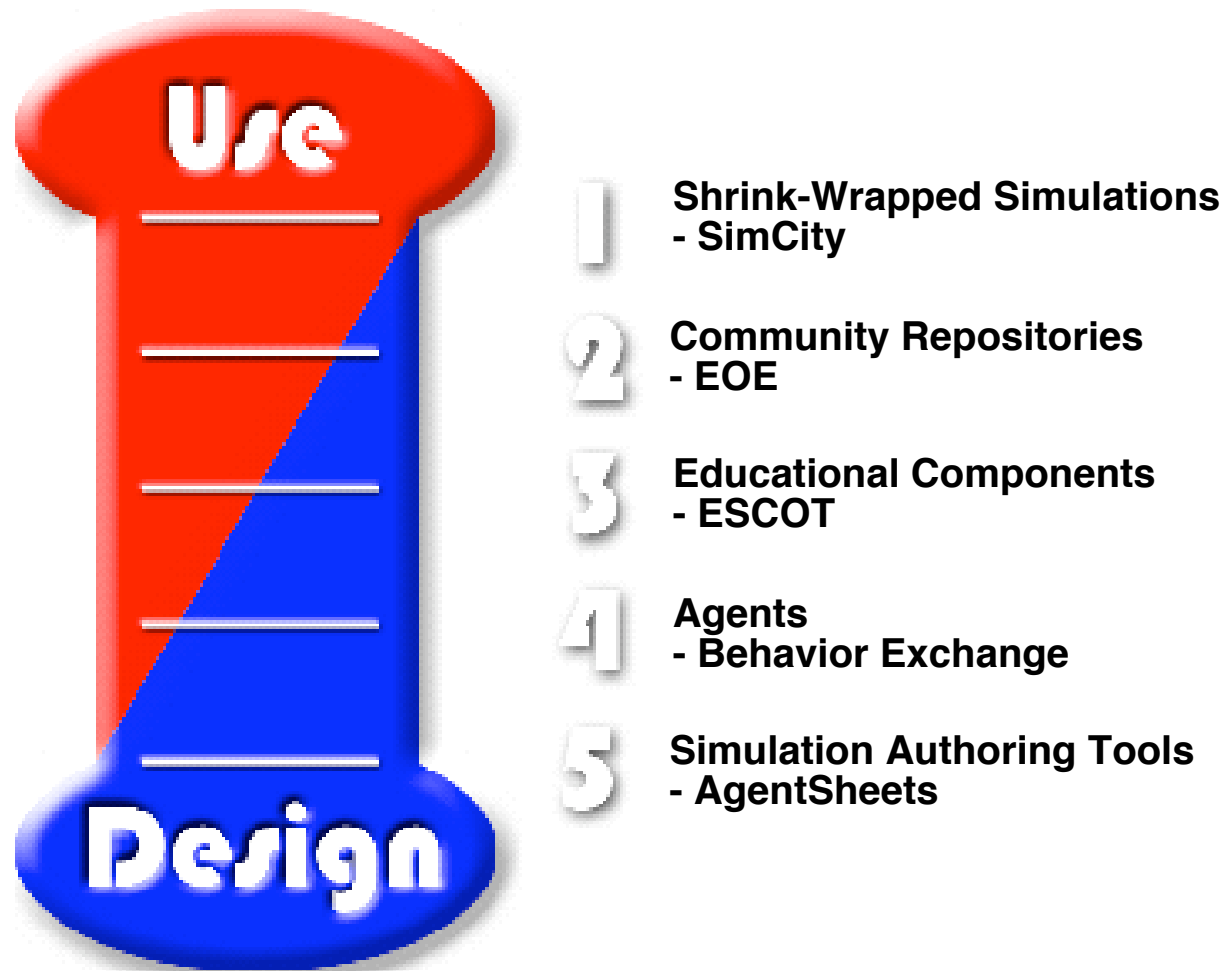 Use
1 Shrink-Wrapped Simulations
- SimCity
2 Community Repositories
- EOE
3 Educational Components
- ESCOT
4 Agents
- Behavior Exchange
5 Simulation Authoring Tools
- AgentSheets
Design